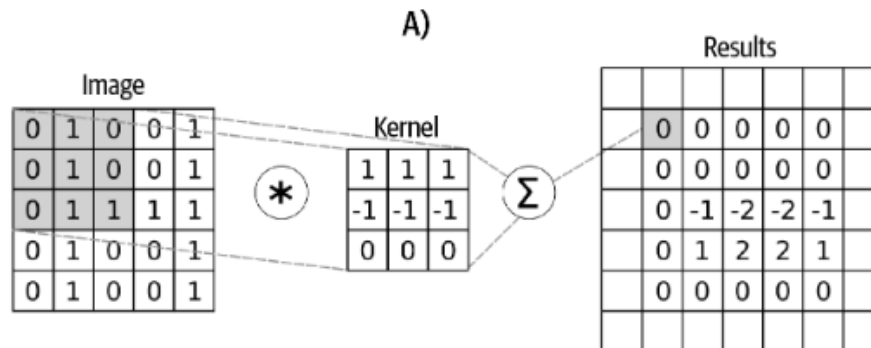 A)
Image
0 1 0 0 1
0 1 0 0 1
0 1 1 1 1
0 1 0 0 1
0 1 0 0 1
*
Kernel
1 1 1
-1 -1 -1
0 0 0
Σ
Results
0 0 0 0 0
0 0 0 0 0
0 -1 -2 -2 -1
0 1 2 2 1
0 0 0 0 0